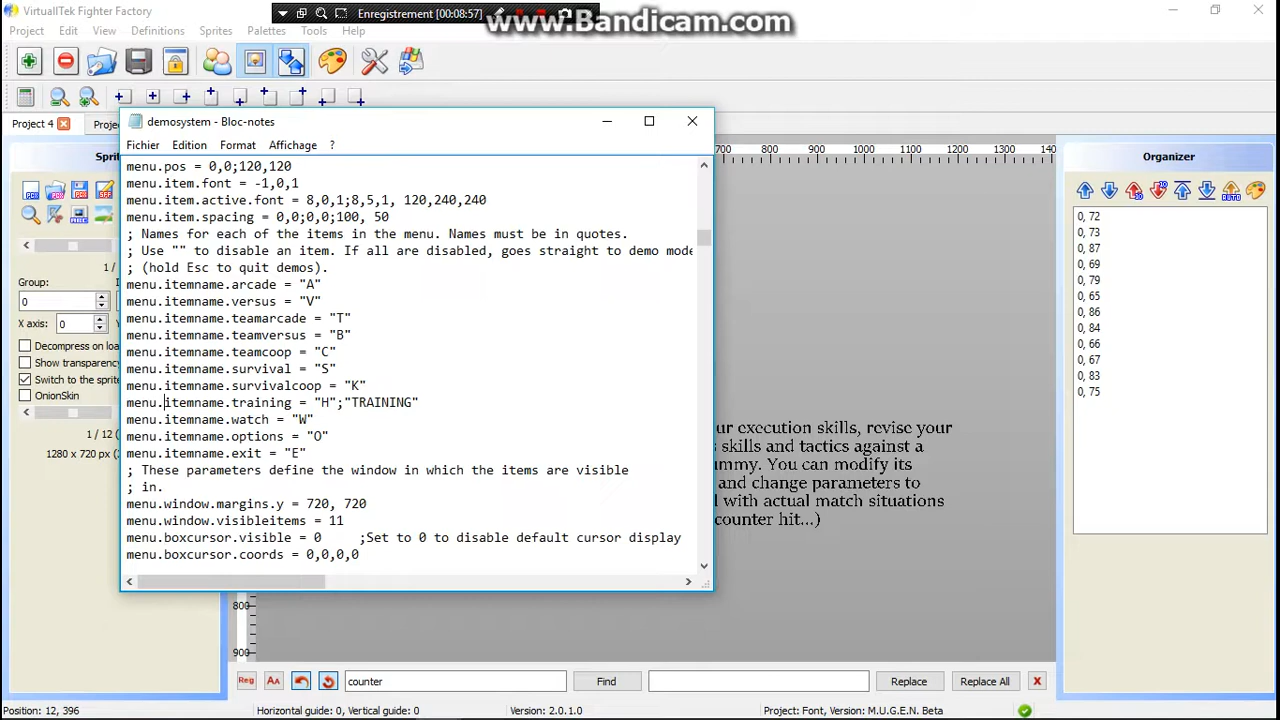 VirtuallTek Fighter Factory
Enregistrement (00:08:57)
www.Bandicam.com
Project Edit View Definitions Sprites Palettes Tools Help
Project 4
demosystem - Bloc-notes
Fichier Edition Format Affichage ?
menu.pos = 0,0;120,120
menu.item.font = -1,0,1
menu.item.active.font = 8,0,1;8,5,1, 120,240,240
menu.item.spacing = 0,0;0,0;100, 50
; Names for each of the items in the menu. Names must be in quotes.
; Use "" to disable an item. If all are disabled, goes straight to demo mode
; (hold Esc to quit demos).
menu.itemname.arcade = "A"
menu.itemname.versus = "V"
menu.itemname.teamarcade = "T"
menu.itemname.teamversus = "B"
menu.itemname.teamcoop = "C"
menu.itemname.survival = "S"
menu.itemname.survivalcoop = "K"
menu.itemname.training = "H";"TRAINING"
menu.itemname.watch = "W"
menu.itemname.options = "O"
menu.itemname.exit = "E"
; These parameters define the window in which the items are visible
; in.
menu.window.margins.y = 720, 720
menu.window.visibleitems = 11
menu.boxcursor.visible = 0 ;Set to 0 to disable default cursor display
menu.boxcursor.coords = 0,0,0,0
Group:
0
X axis: 0
Decompress on loa
Show transparency
Switch to the sprite
OnionSkin
1 / 12
1280 x 720 px
700 800 900 1000 1100 1200 1300
800
900
ur execution skills, revise your
skills and tactics against a
ummy. You can modify its
and change parameters to
with actual match situations
counter hit...)
Organizer
0, 72
0, 73
0, 87
0, 69
0, 79
0, 65
0, 86
0, 84
0, 66
0, 67
0, 83
0, 75
Reg AA counter Find Replace Replace All X
Position: 12, 396 Horizontal guide: 0, Vertical guide: 0 Version: 2.0.1.0 Project: Font, Version: M.U.G.E.N. Beta